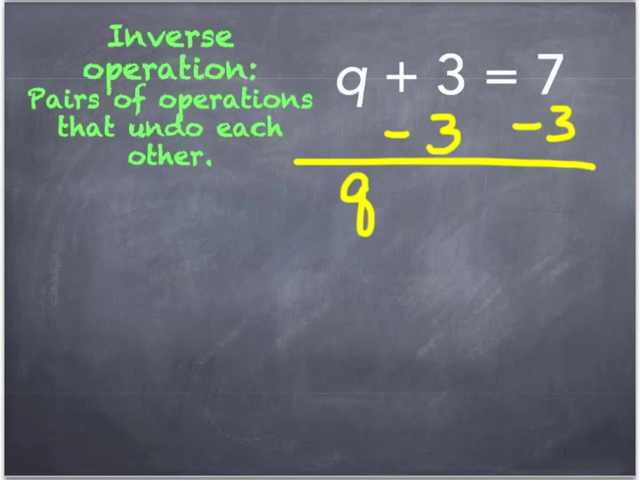 Inverse
operation:
Pairs of operations
that undo each
other.
q + 3 = 7
- 3 -3
q